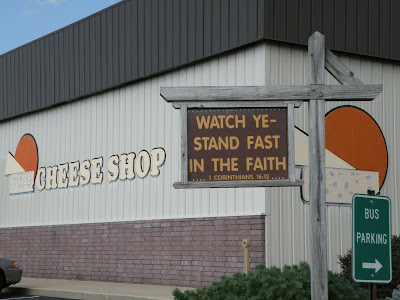 CHEESE SHOP
WATCH YE-
STAND FAST
IN THE FAITH
1 CORINTHIANS 16:13
BUS
PARKING